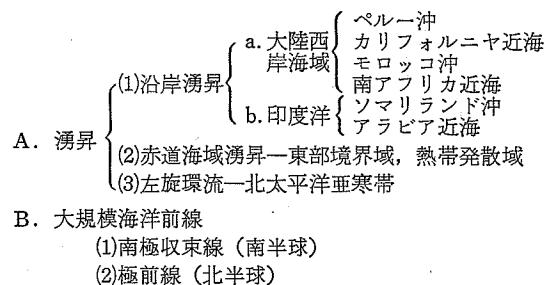 A．湧昇
(1)沿岸湧昇
a．大陸西岸海域
ペルー沖
カリフォルニヤ近海
モロッコ沖
南アフリカ近海
b．印度洋
ソマリランド沖
アラビア近海
(2)赤道海域湧昇―東部境界域，熱帯発散域
(3)左旋環流―北太平洋亜寒帯
B．大規模海洋前線
(1)南極収束線（南半球）
(2)極前線（北半球）